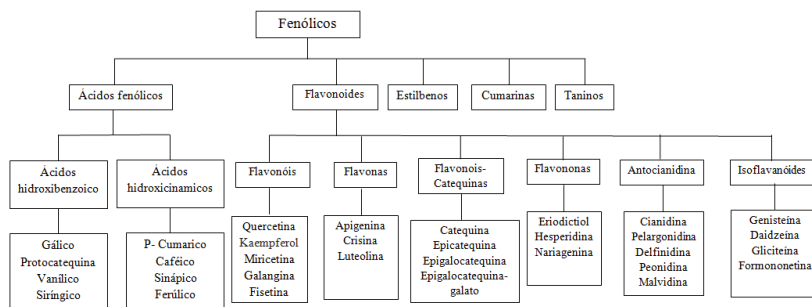 Fenólicos
Ácidos fenólicos
Flavonoides
Estilbenos
Cumarinas
Taninos
Ácidos
hidroxibenzoico
Ácidos
hidroxicinamicos
Flavonóis
Flavonas
Flavonois-
Catequinas
Flavononas
Antocianidina
Isoflavanóides
Gálico
Protocatequina
Vanílico
Siríngico
P- Cumarico
Caféico
Sinápico
Ferúlico
Quercetina
Kaempferol
Miricetina
Galangina
Fisetina
Apigenina
Crisina
Luteolina
Catequina
Epicatequina
Epigalocatequina
Epigalocatequina-
galato
Eriodictiol
Hesperidina
Nariagenina
Cianidina
Pelargonidina
Delfinidina
Peonidina
Malvidina
Genisteína
Daidzeína
Gliciteína
Formononetina